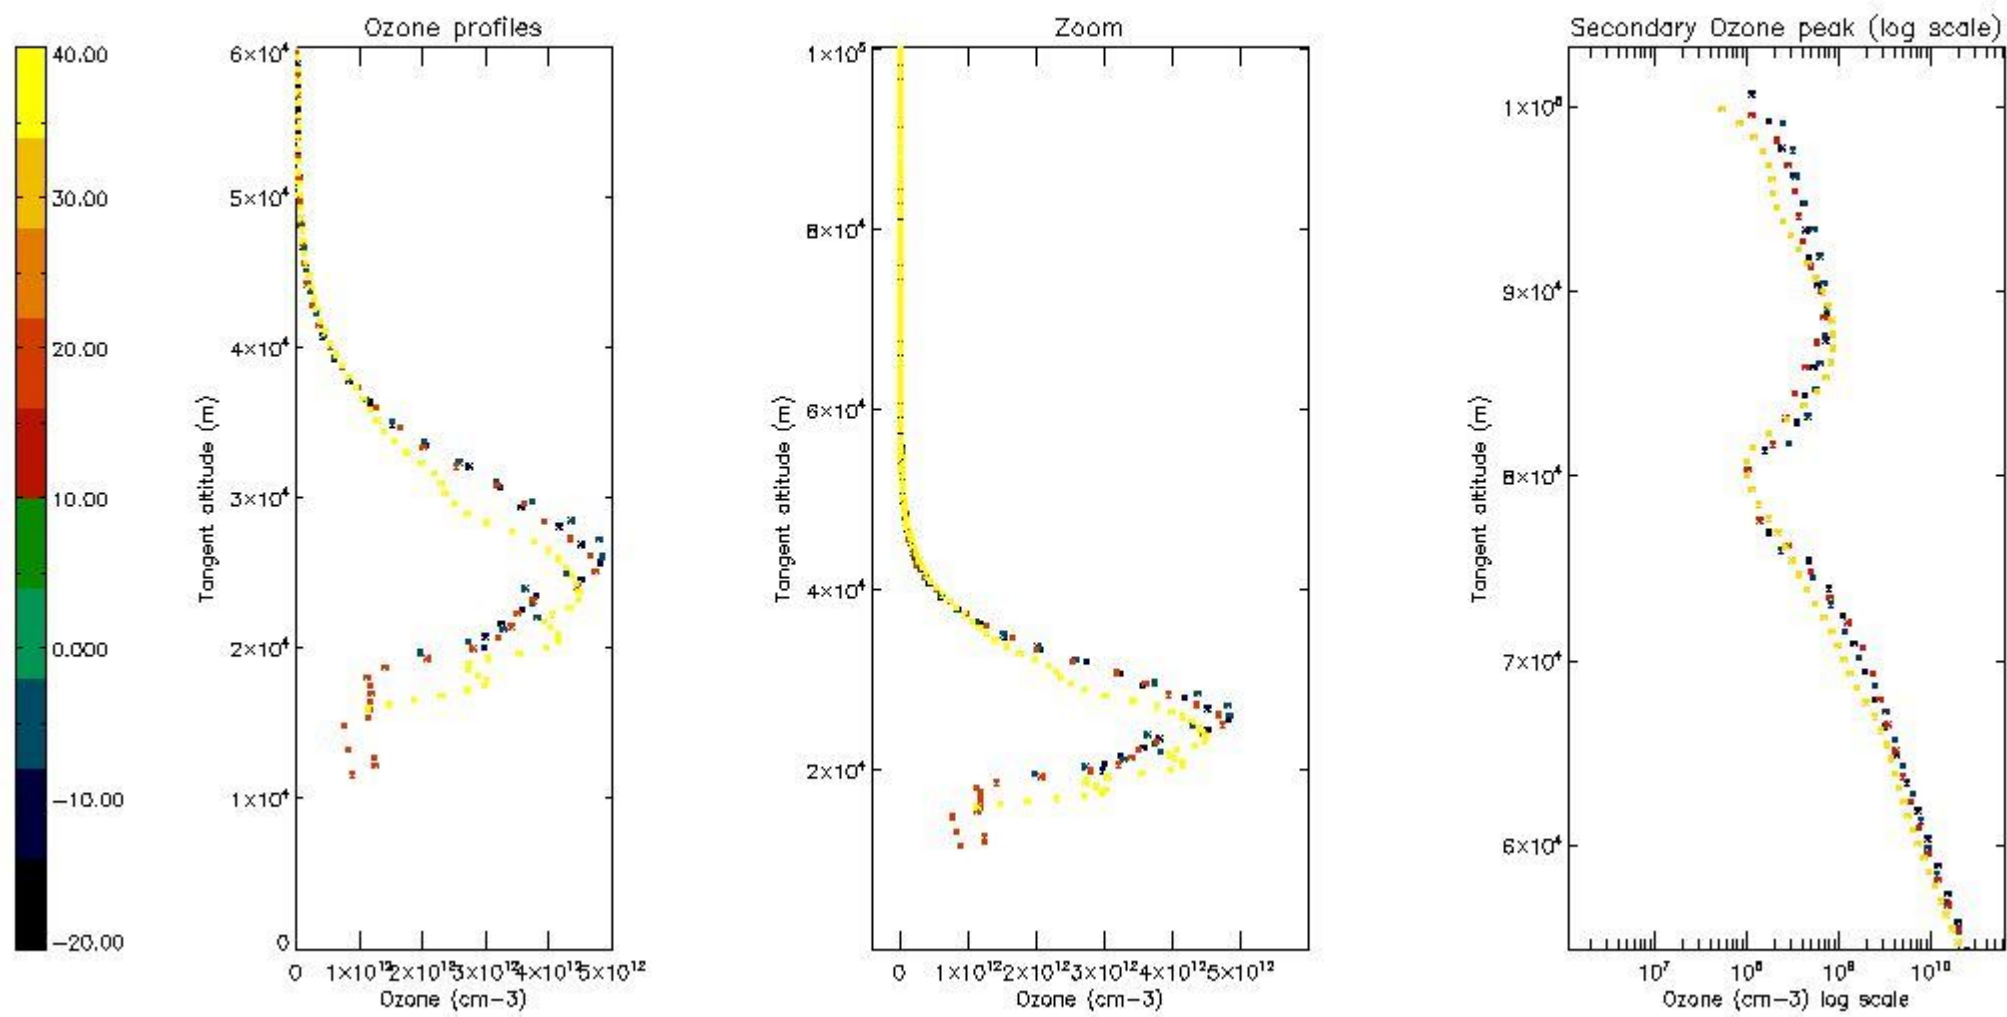 Ozone profiles
Zoom
Secondary Ozone peak (log scale)
40.00
30.00
20.00
10.00
0.000
−10.00
−20.00
6×10⁴
5×10⁴
4×10⁴
3×10⁴
2×10⁴
1×10⁴
0
Tangent altitude (m)
0 1×10¹² 2×10¹² 3×10¹² 4×10¹² 5×10¹²
Ozone (cm−3)
1×10⁵
8×10⁴
6×10⁴
4×10⁴
2×10⁴
Tangent altitude (m)
0 1×10¹² 2×10¹² 3×10¹² 4×10¹² 5×10¹²
Ozone (cm−3)
1×10⁵
9×10⁴
8×10⁴
7×10⁴
6×10⁴
Tangent altitude (m)
10⁷ 10⁸ 10⁹ 10¹⁰
Ozone (cm−3) log scale